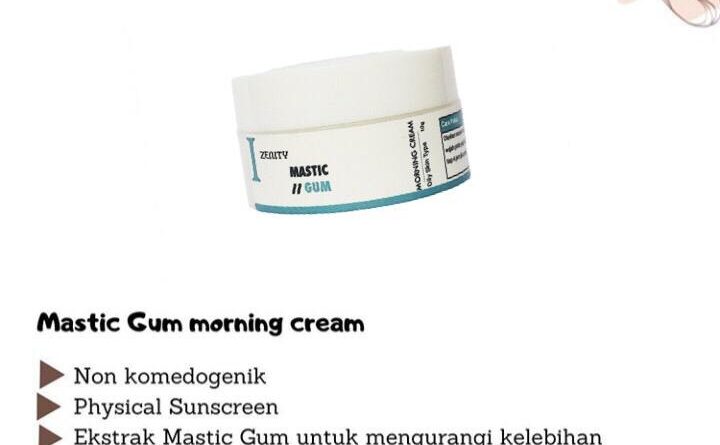 ZENITY
MASTIC
// GUM
MORNING CREAM
Oily Skin Type
Mastic Gum morning cream
Non komedogenik
Physical Sunscreen
Ekstrak Mastic Gum untuk mengurangi kelebihan